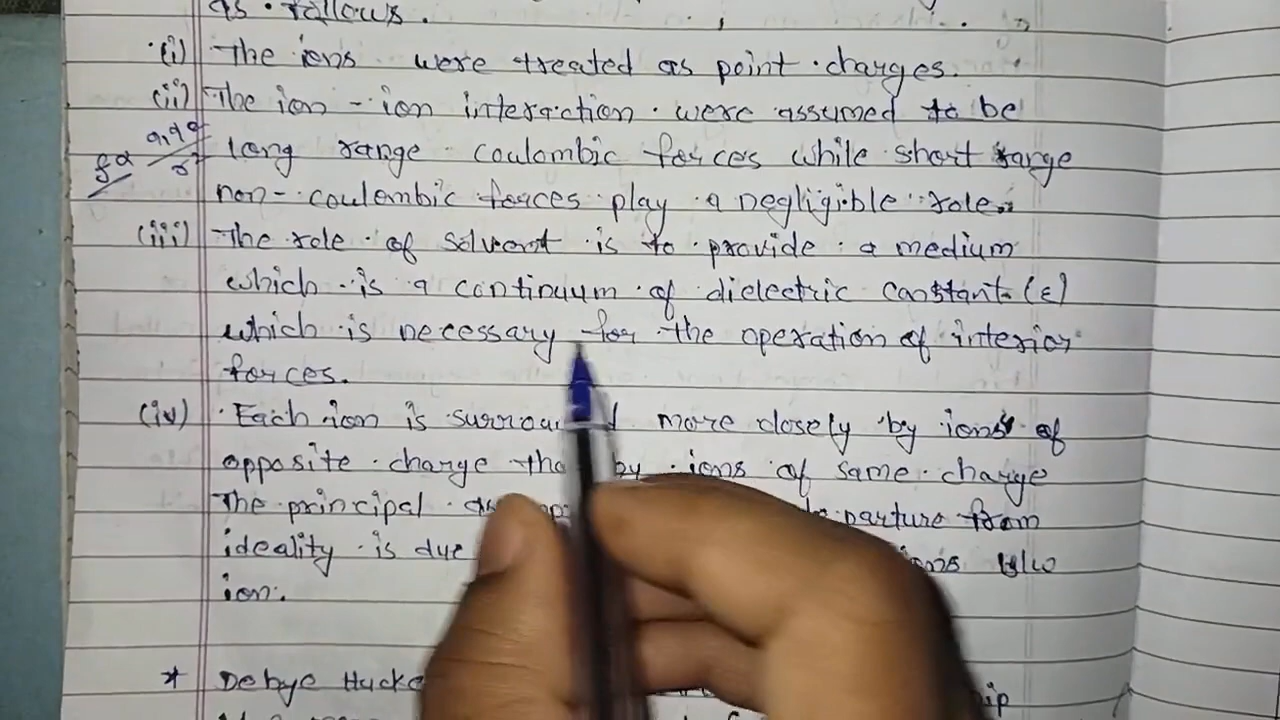 as follows.
(i) The ions were treated as point charges.
(ii) The ion - ion interaction were assumed to be
long range coulombic forces while short range
non-coulombic forces play a negligible role.
(iii) The role of solvent is to provide a medium
which is a continuum of dielectric constant (ε)
which is necessary for the operation of interior
forces.
(iv) Each ion is surrou d more closely by ions of
opposite charge tha by ions of same charge
The principal parture from
ideality is due ons b/w
ion.
* Debye Hucke ip